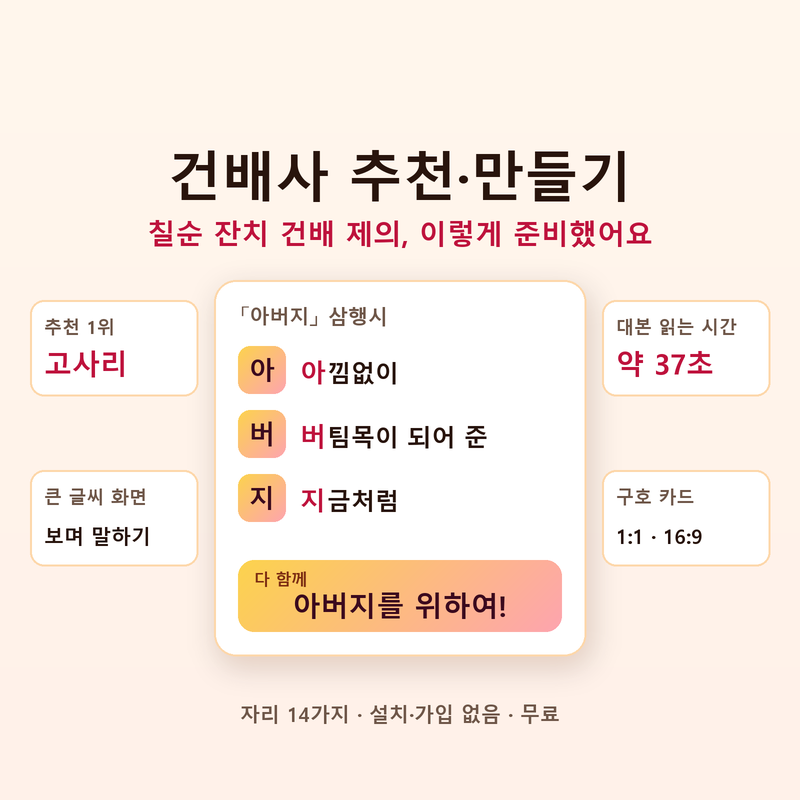 건배사 추천·만들기
칠순 잔치 건배 제의, 이렇게 준비했어요
추천 1위
고사리
큰 글씨 화면
보며 말하기
「아버지」 삼행시
아 아낌없이
버 버팀목이 되어 준
지 지금처럼
다 함께
아버지를 위하여!
대본 읽는 시간
약 37초
구호 카드
1:1 · 16:9
자리 14가지 · 설치·가입 없음 · 무료